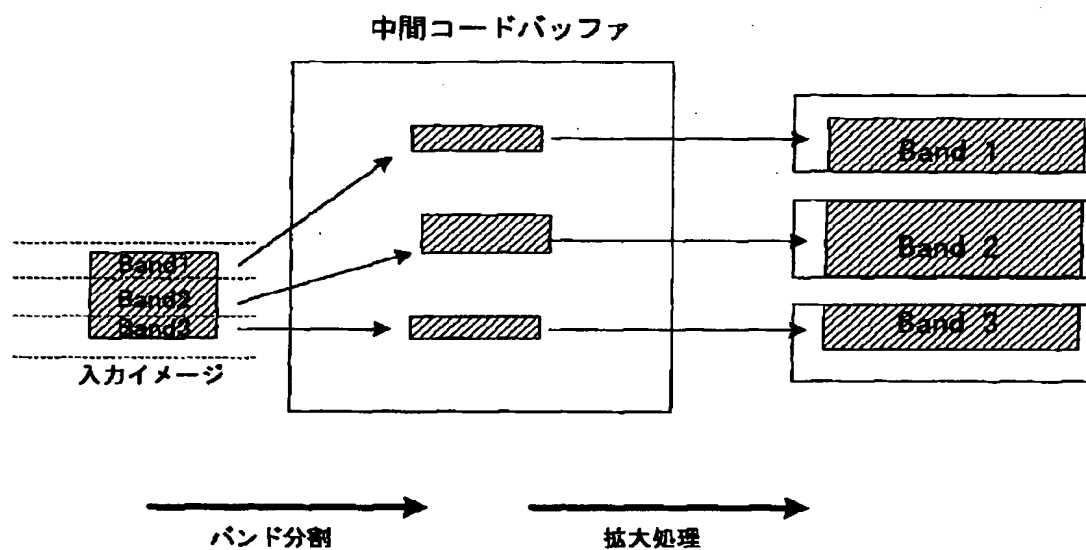 中間コードバッファ
Band 1
Band 2
Band 3
Band1
Band2
Band3
入力イメージ
バンド分割
拡大処理